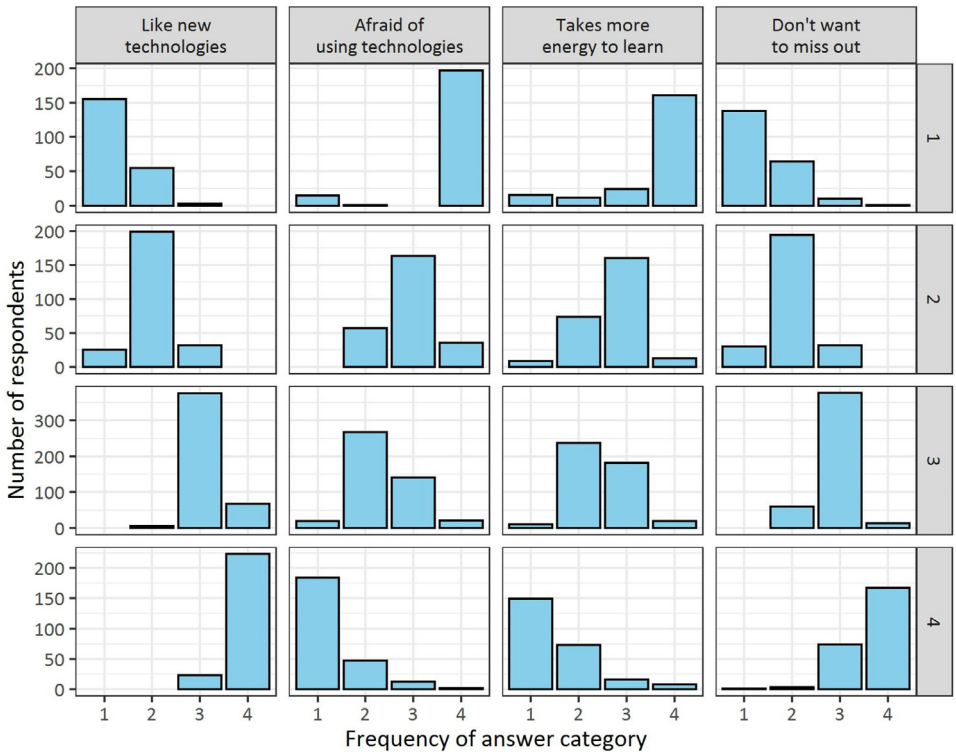 Like new
technologies
Afraid of
using technologies
Takes more
energy to learn
Don't want
to miss out
200
150
100
50
0
1
200
150
100
50
0
2
300
200
100
0
3
200
150
100
50
0
4
1 2 3 4
1 2 3 4
1 2 3 4
1 2 3 4
Number of respondents
Frequency of answer category